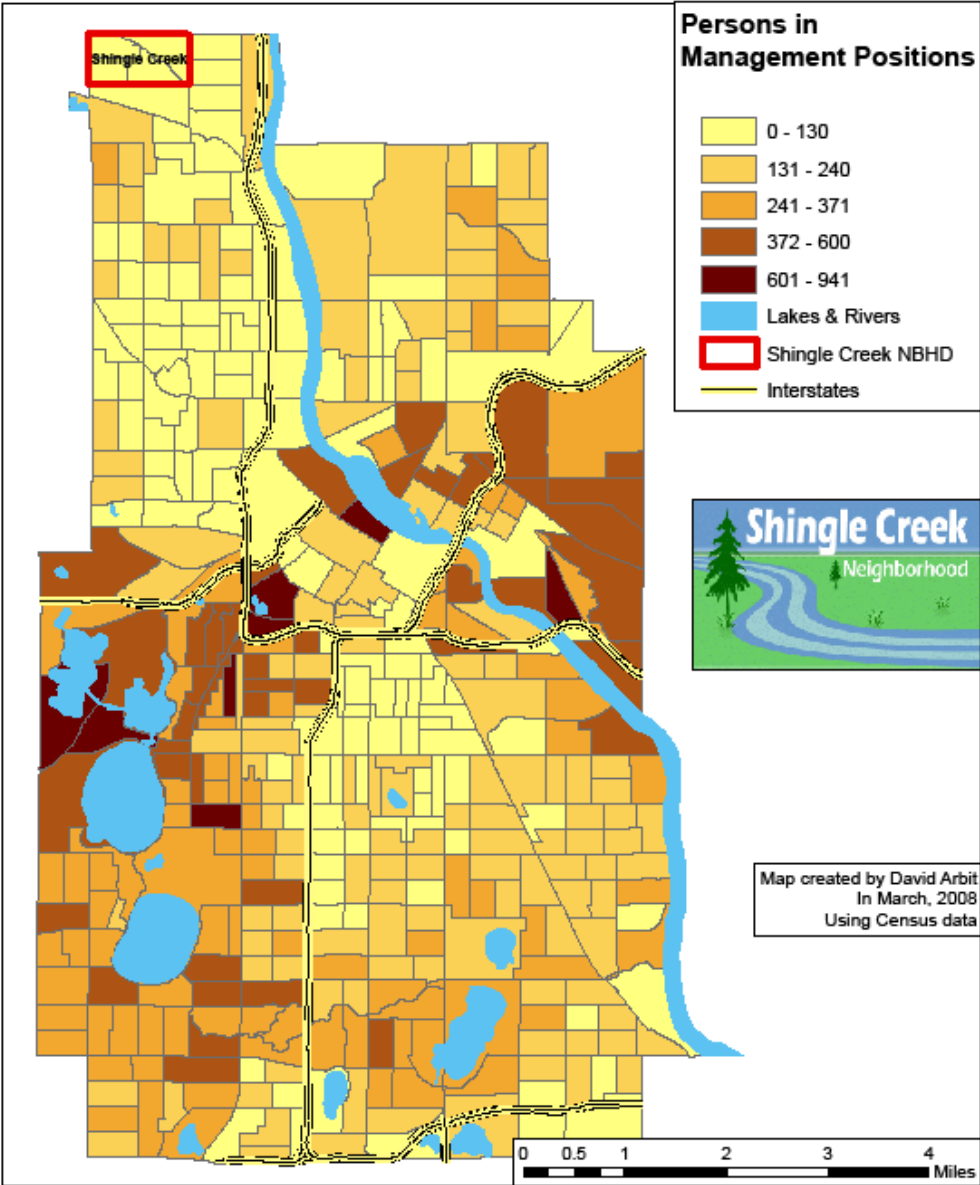 Shingle Creek
Persons in
Management Positions
0 - 130
131 - 240
241 - 371
372 - 600
601 - 941
Lakes & Rivers
Shingle Creek NBHD
Interstates
Shingle Creek
Neighborhood
Map created by David Arbit
In March, 2008
Using Census data
0 0.5 1 2 3 4
Miles